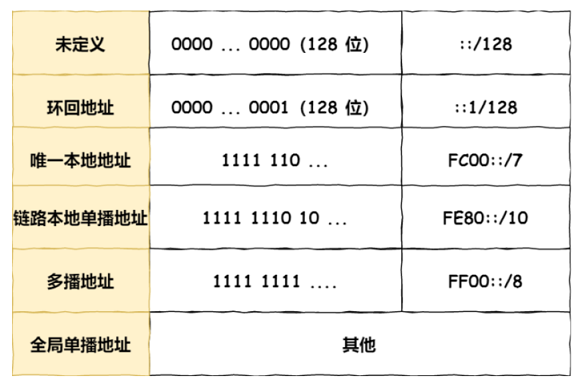 未定义 0000 ... 0000 (128 位) ::/128
环回地址 0000 ... 0001 (128 位) ::1/128
唯一本地地址 1111 110 ... FC00::/7
链路本地单播地址 1111 1110 10 ... FE80::/10
多播地址 1111 1111 .... FF00::/8
全局单播地址 其他